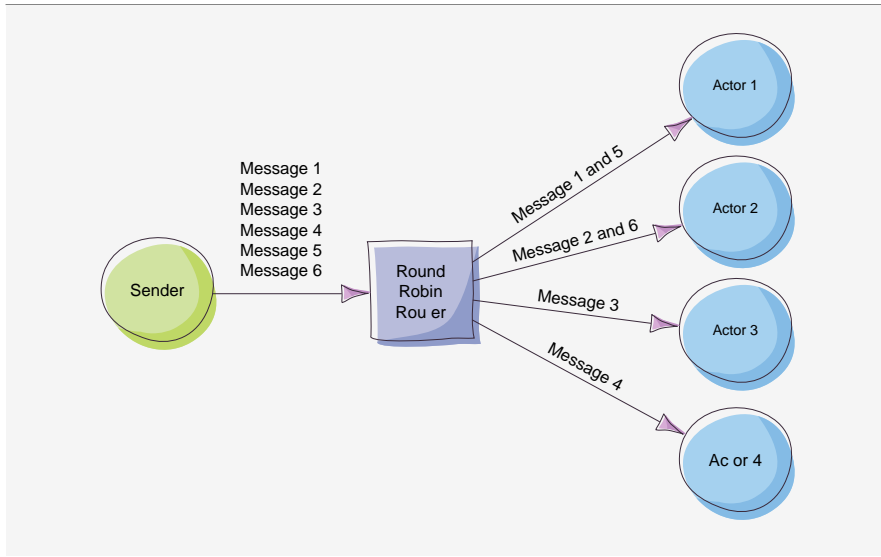 Message 1
Message 2
Message 3
Message 4
Message 5
Message 6
Sender
Round
Robin
Rou er
Message 1 and 5
Message 2 and 6
Message 3
Message 4
Actor 1
Actor 2
Actor 3
Ac or 4